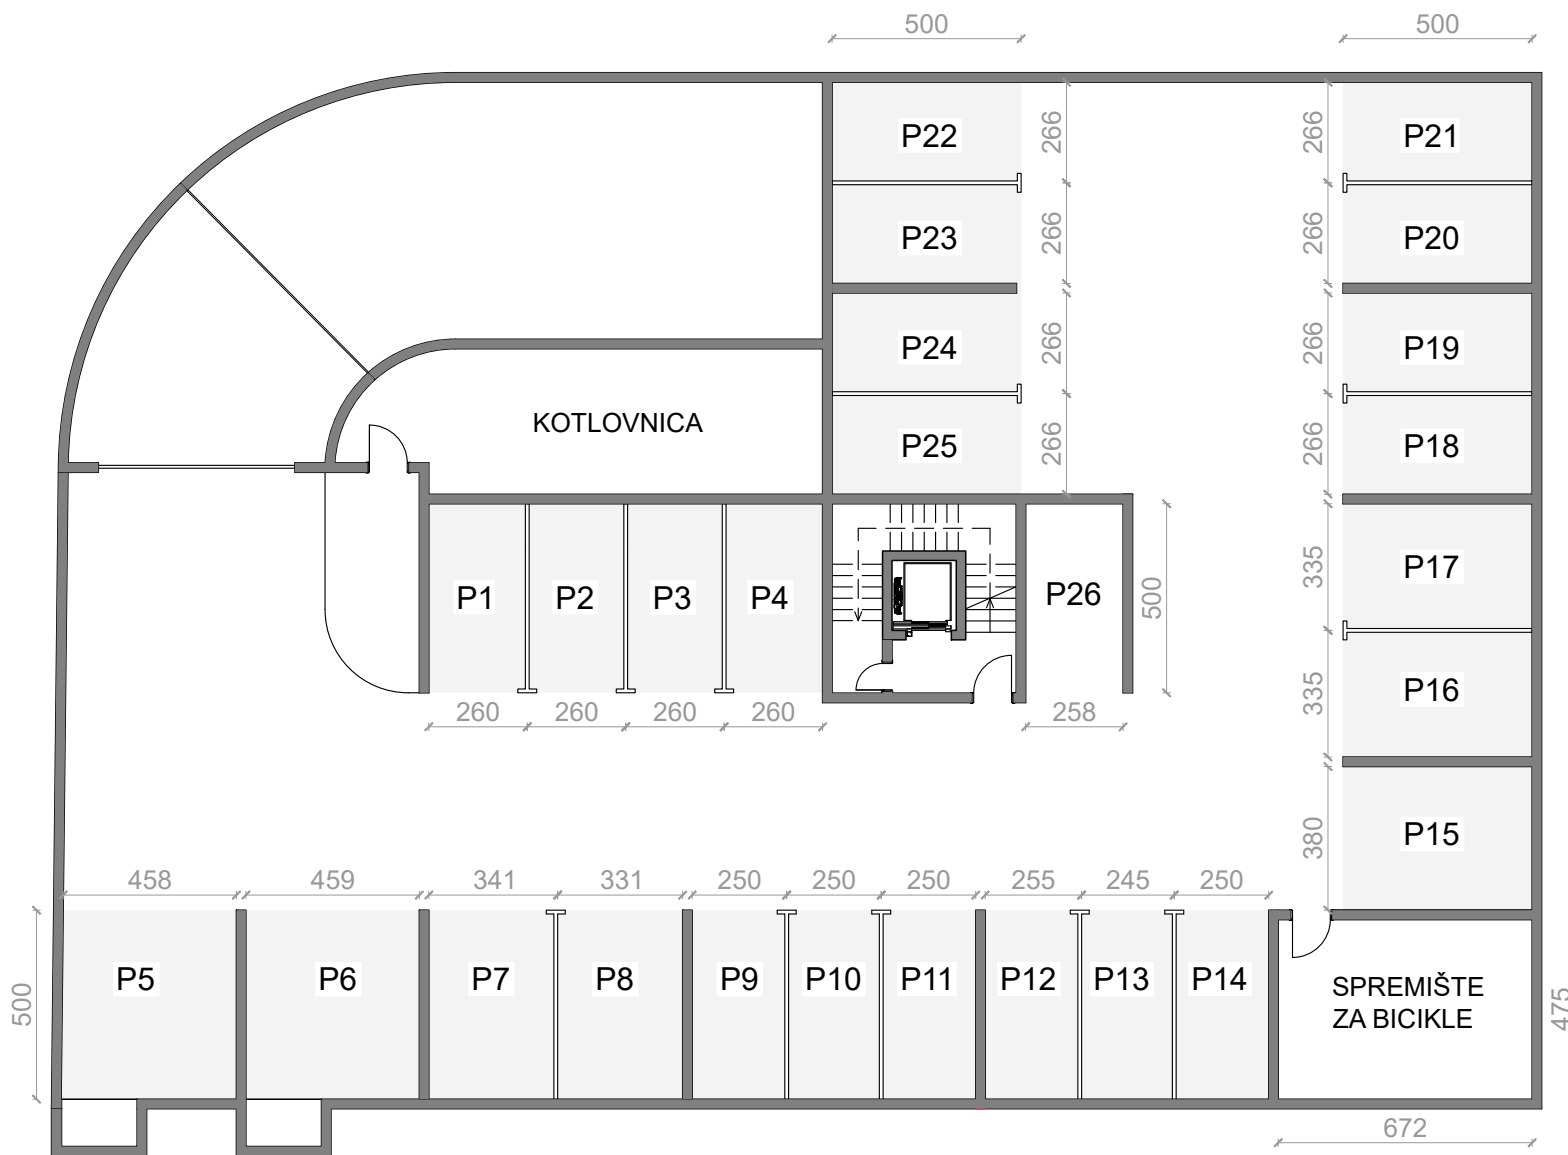 500 500
P22 266 266 P21
P23 266 266 P20
P24 266 266 P19
KOTLOVNICA P25 266 266 P18
P1 P2 P3 P4 P26 500 335 P17
260 260 260 260 258 335 P16
380 P15
458 459 341 331 250 250 250 255 245 250
500 P5 P6 P7 P8 P9 P10 P11 P12 P13 P14
SPREMIŠTE
ZA BICIKLE
475
672